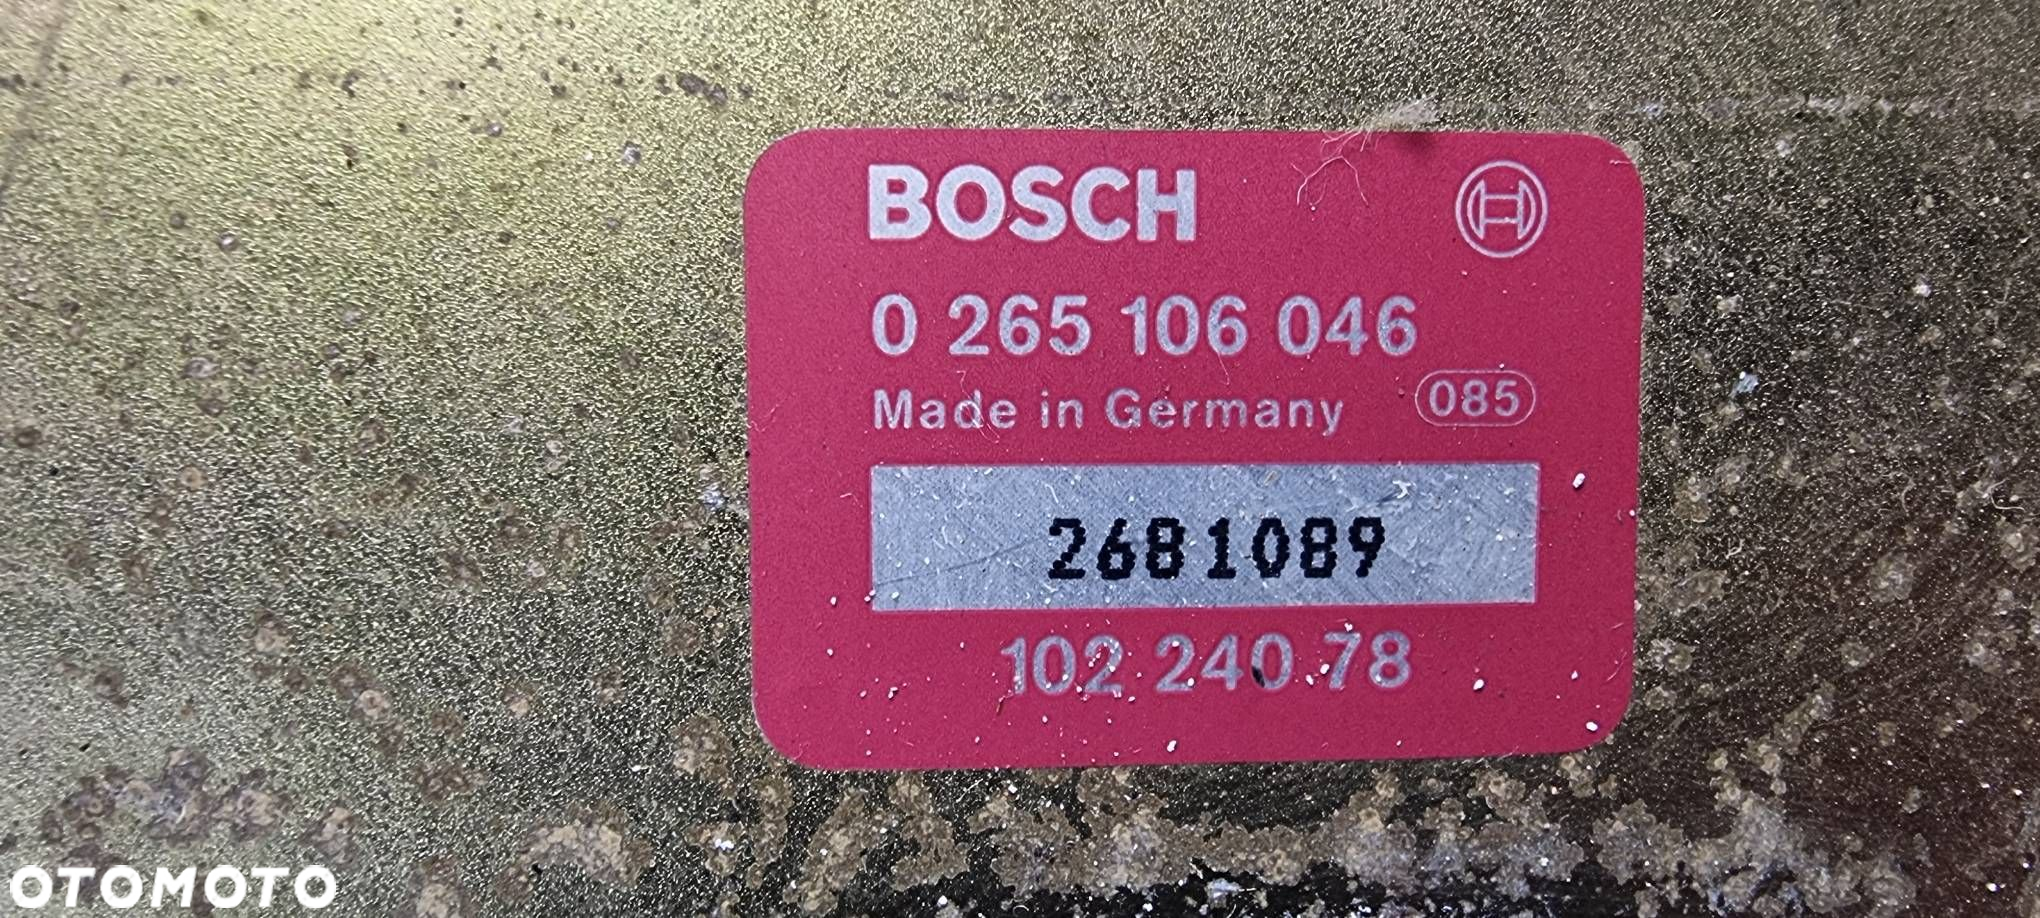 BOSCH
0 265 106 046
Made in Germany 085
2681089
102 240 78
OTOMOTO